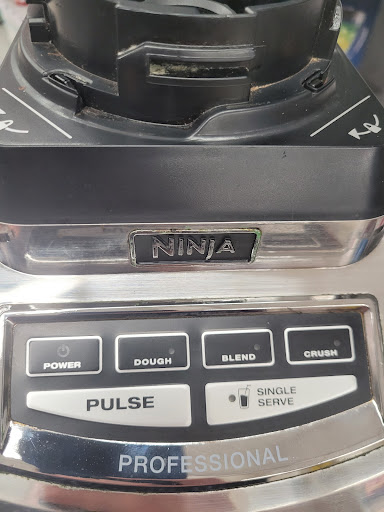 NINJA
POWER DOUGH BLEND CRUSH
PULSE
SINGLE
SERVE
PROFESSIONAL